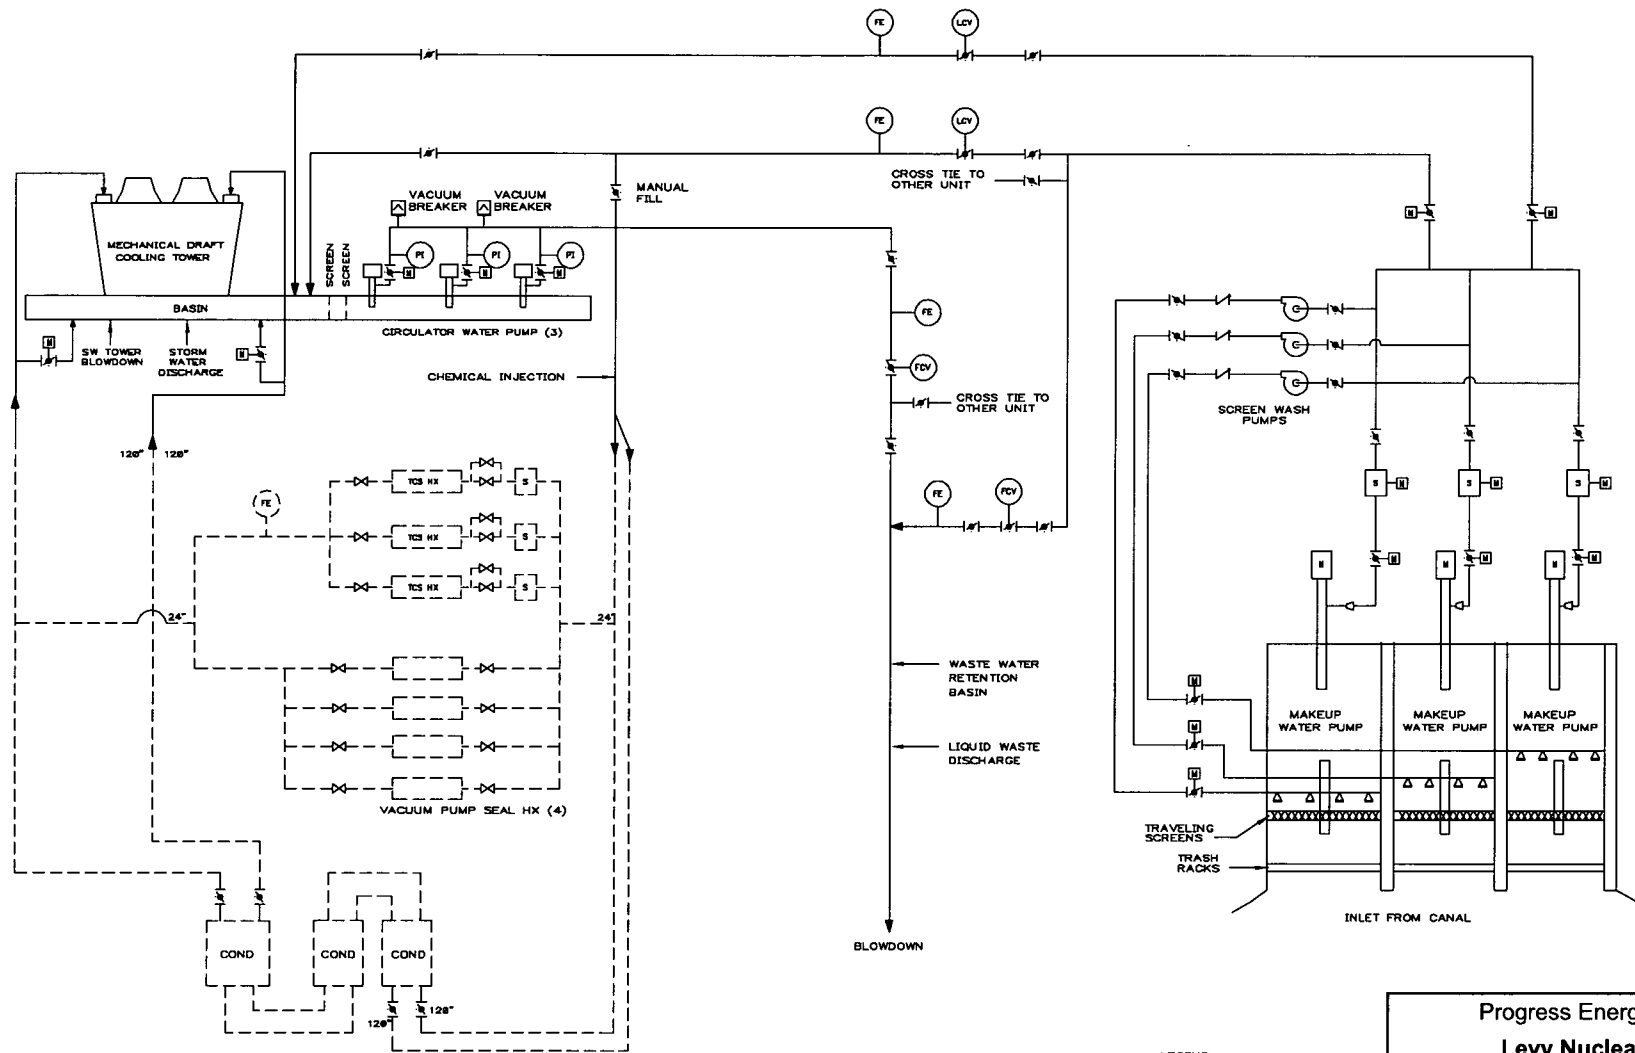 FE
LCV
FE
LCV
CROSS TIE TO
OTHER UNIT
MANUAL
FILL
VACUUM
BREAKER
VACUUM
BREAKER
M
M
MECHANICAL DRAFT
COOLING TOWER
SCREEN
SCREEN
PI
PI
PI
M
M
M
BASIN
CIRCULATOR WATER PUMP (3)
FE
M
SW TOWER
BLOWDOWN
STORM
WATER
DISCHARGE
M
CHEMICAL INJECTION
FCV
CROSS TIE TO
OTHER UNIT
SCREEN WASH
PUMPS
120"
120"
FE
TCS HX
S
TCS HX
S
TCS HX
S
FE
FCV
S
M
S
M
S
M
M
M
M
M
M
M
24"
24"
WASTE WATER
RETENTION
BASIN
LIQUID WASTE
DISCHARGE
VACUUM PUMP SEAL HX (4)
M
M
M
MAKEUP
WATER PUMP
MAKEUP
WATER PUMP
MAKEUP
WATER PUMP
TRAVELING
SCREENS
TRASH
RACKS
INLET FROM CANAL
BLOWDOWN
COND
COND
COND
120"
120"
Progress Energ
Levy Nuclea